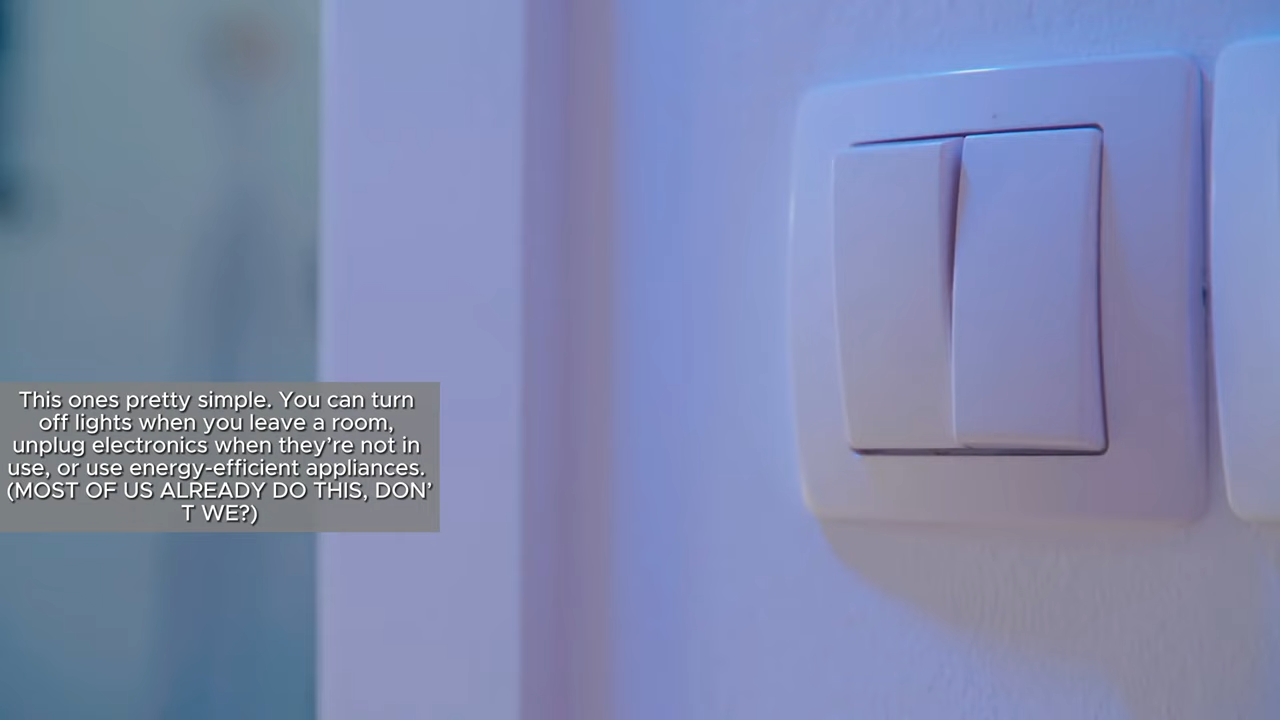 This ones pretty simple. You can turn
off lights when you leave a room,
unplug electronics when they're not in
use, or use energy-efficient appliances.
(MOST OF US ALREADY DO THIS, DON'
T WE?)